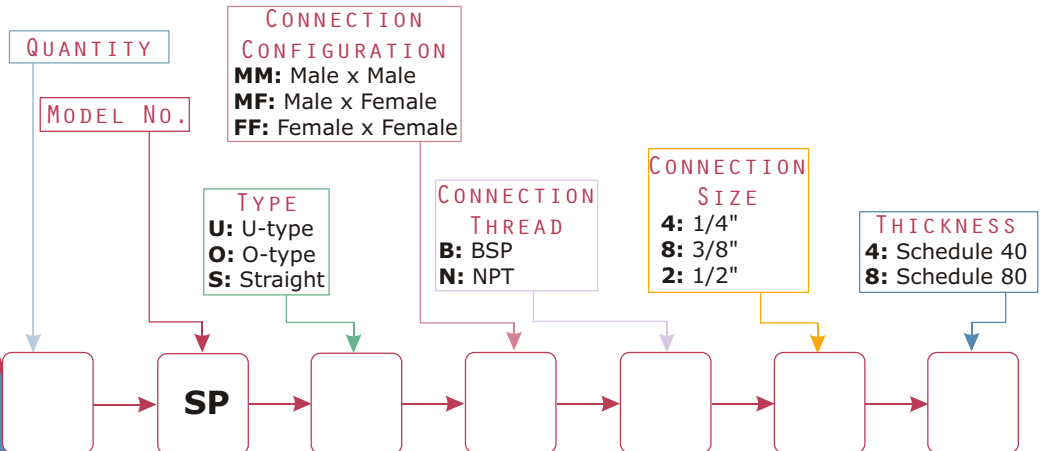 QUANTITY
MODEL NO.
CONNECTION
CONFIGURATION
MM: Male x Male
MF: Male x Female
FF: Female x Female
TYPE
U: U-type
O: O-type
S: Straight
CONNECTION
THREAD
B: BSP
N: NPT
CONNECTION
SIZE
4: 1/4"
8: 3/8"
2: 1/2"
THICKNESS
4: Schedule 40
8: Schedule 80
SP